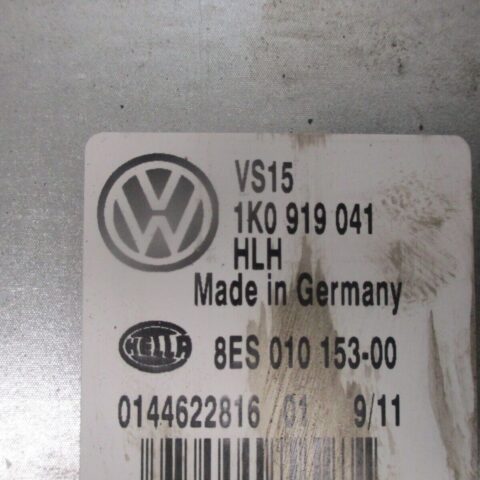 VS15
1K0 919 041
HLH
Made in Germany
HELLA 8ES 010 153-00
0144622816 01 9/11